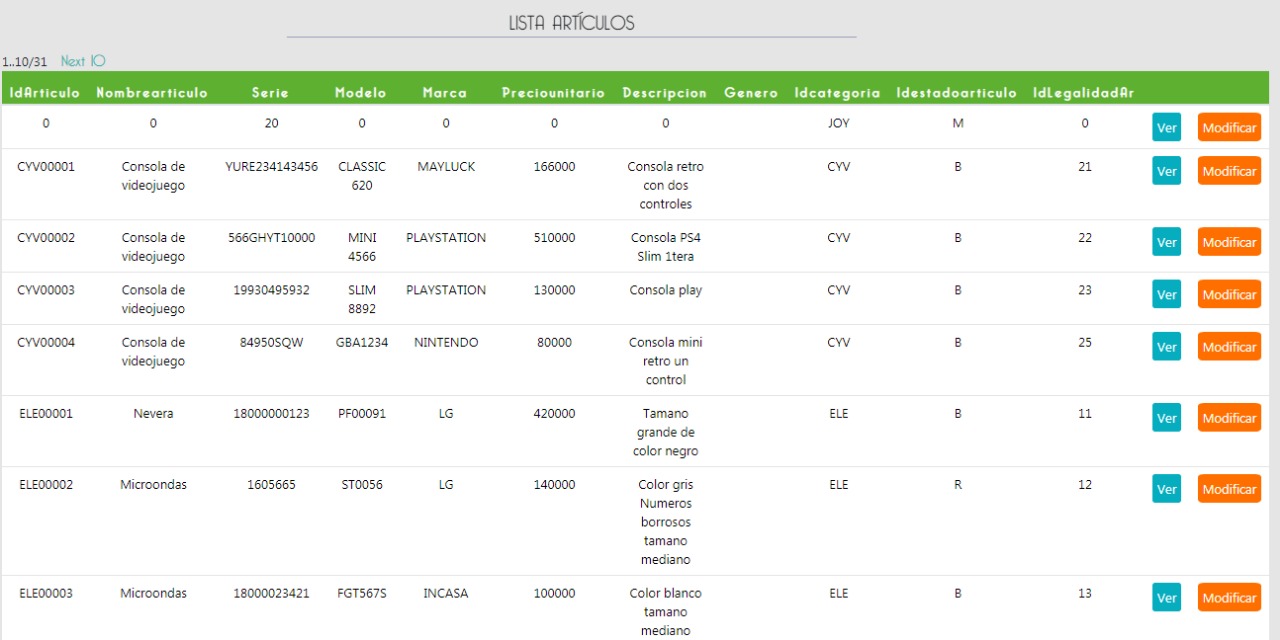 LISTA ARTÍCULOS
1..10/31 Next 10
IdArticulo Nombrearticulo Serie Modelo Marca Preciounitario Descripcion Genero Idcategoria Idestadoarticulo IdLegalidadAr
0 0 20 0 0 0 0 JOY M 0 Ver Modificar
CYV00001 Consola de YURE234143456 CLASSIC MAYLUCK 166000 Consola retro CYV B 21 Ver Modificar
videojuego 620 con dos
controles
CYV00002 Consola de 566GHYT10000 MINI PLAYSTATION 510000 Consola PS4 CYV B 22 Ver Modificar
videojuego 4566 Slim 1tera
CYV00003 Consola de 19930495932 SLIM PLAYSTATION 130000 Consola play CYV B 23 Ver Modificar
videojuego 8892
CYV00004 Consola de 84950SQW GBA1234 NINTENDO 80000 Consola mini CYV B 25 Ver Modificar
videojuego retro un
control
ELE00001 Nevera 18000000123 PF00091 LG 420000 Tamano ELE B 11 Ver Modificar
grande de
color negro
ELE00002 Microondas 1605665 ST0056 LG 140000 Color gris ELE R 12 Ver Modificar
Numeros
borrosos
tamano
mediano
ELE00003 Microondas 18000023421 FGT567S INCASA 100000 Color blanco ELE B 13 Ver Modificar
tamano
mediano